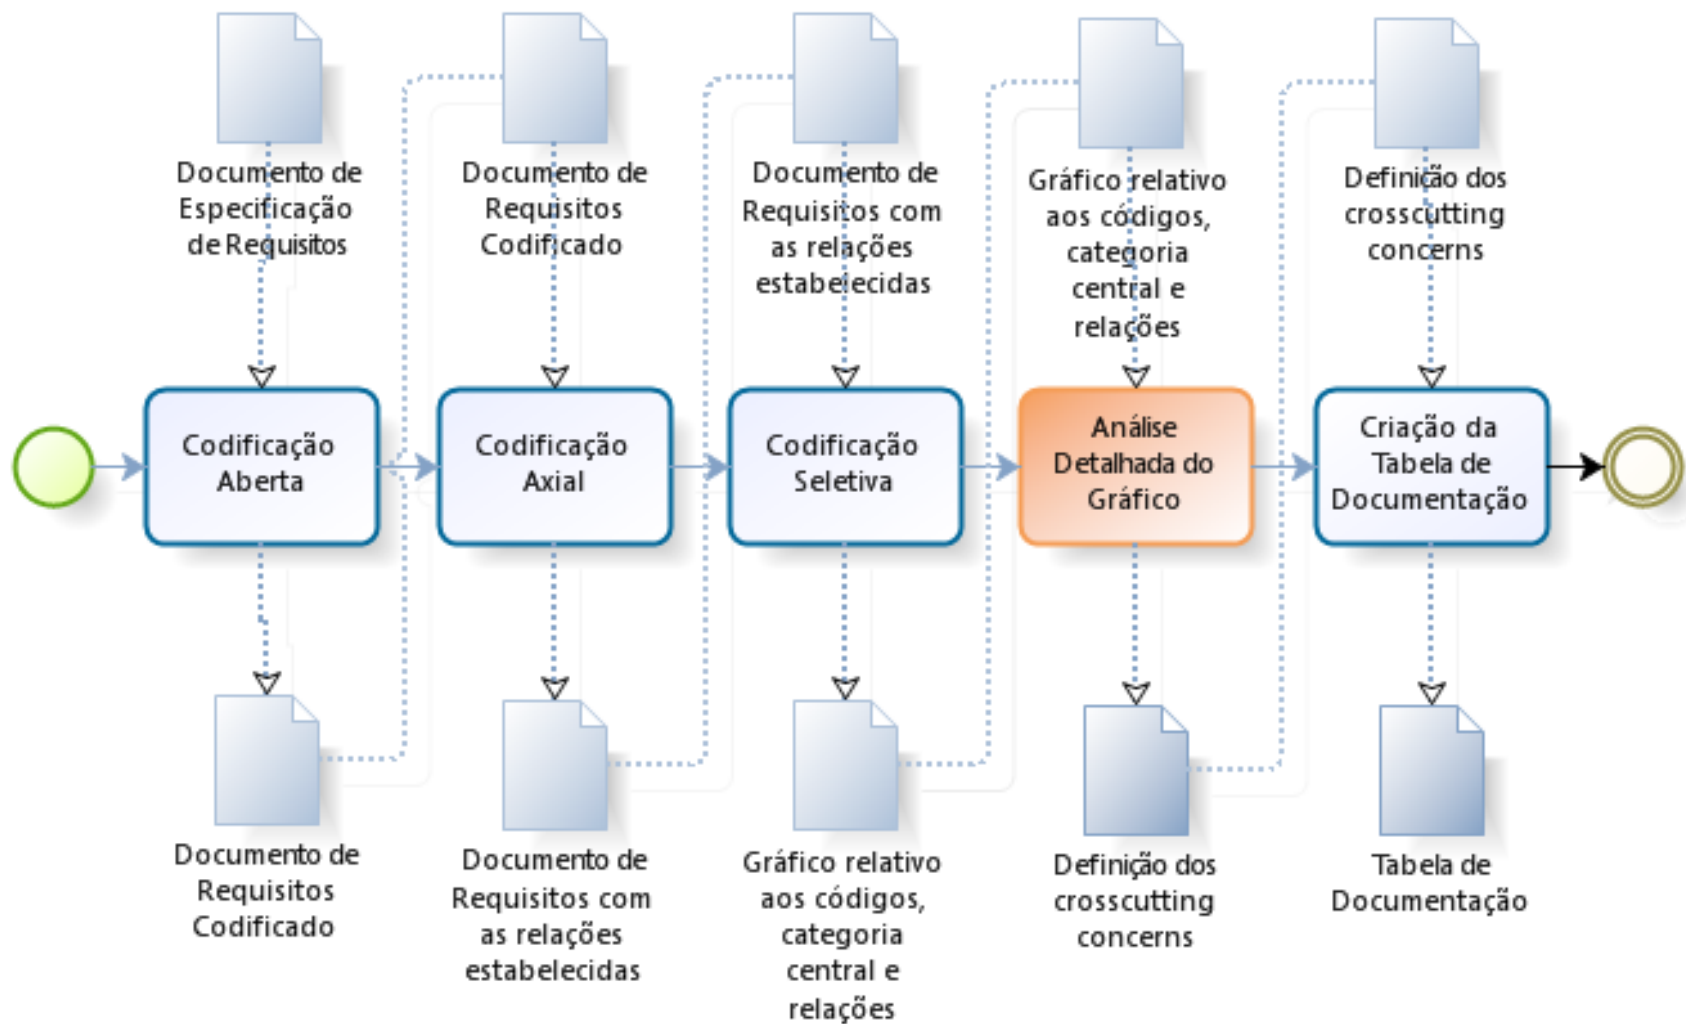 Documento de
Especificação
de Requisitos
Documento de
Requisitos
Codificado
Documento de
Requisitos com
as relações
estabelecidas
Gráfico relativo
aos códigos,
categoria
central e
relações
Definição dos
crosscutting
concerns
Codificação
Aberta
Codificação
Axial
Codificação
Seletiva
Análise
Detalhada do
Gráfico
Criação da
Tabela de
Documentação
Documento de
Requisitos
Codificado
Documento de
Requisitos com
as relações
estabelecidas
Gráfico relativo
aos códigos,
categoria
central e
relações
Definição dos
crosscutting
concerns
Tabela de
Documentação